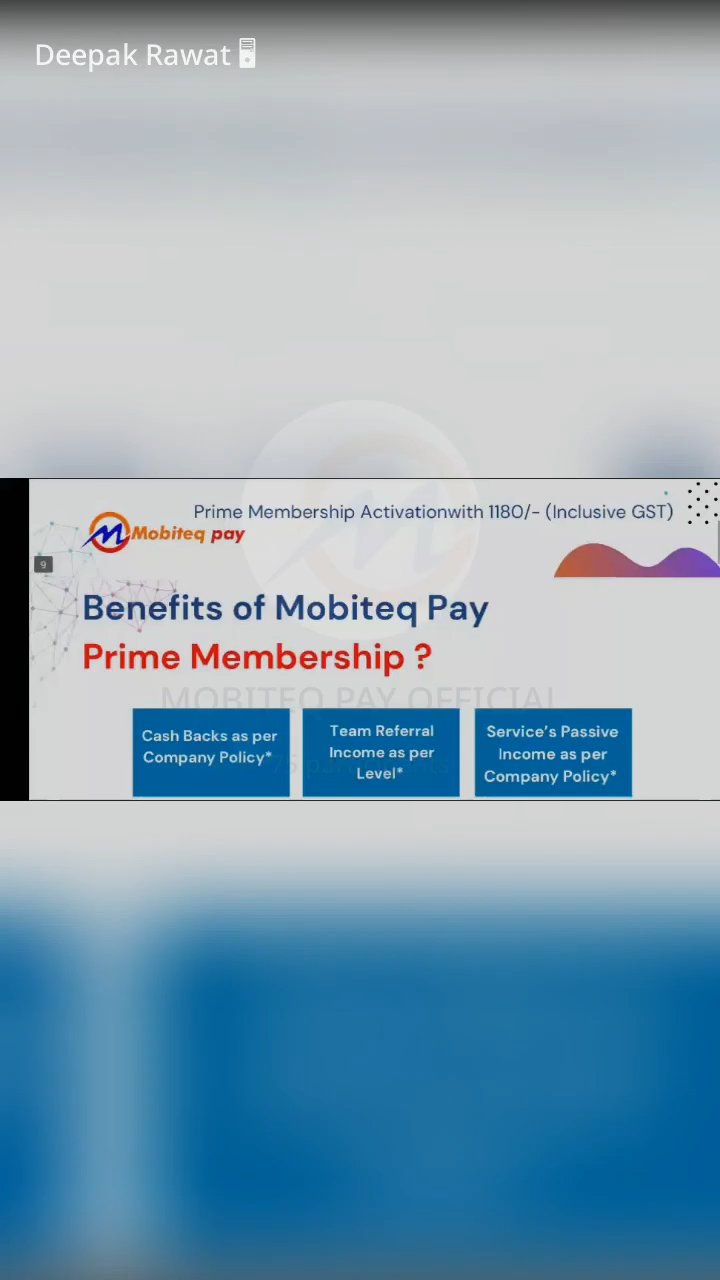 Deepak Rawat
Prime Membership Activationwith 1180/- (Inclusive GST)
Mobiteq pay
9
Benefits of Mobiteq Pay
Prime Membership ?
MOBITEQ PAY OFFICIAL
Cash Backs as per
Company Policy*
Team Referral
Income as per
Level*
Service's Passive
Income as per
Company Policy*